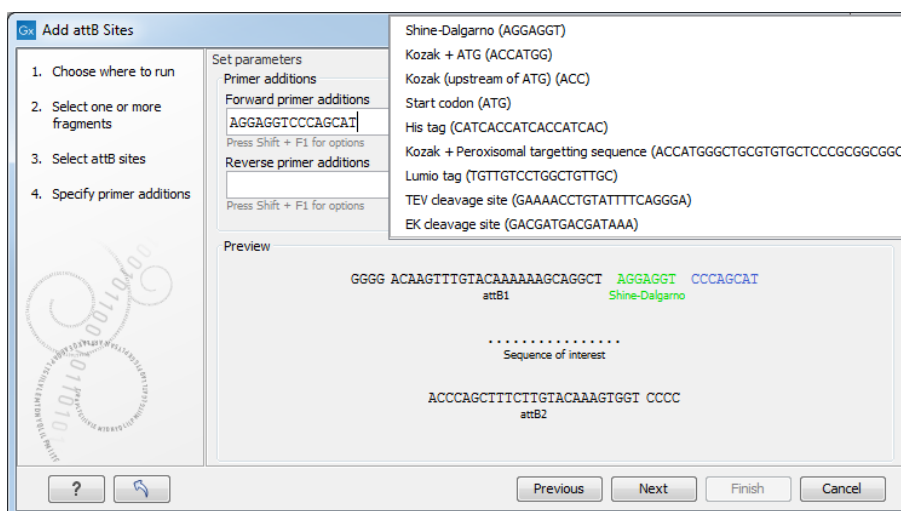 Gx Add attB Sites
1. Choose where to run
2. Select one or more
fragments
3. Select attB sites
4. Specify primer additions
Set parameters
Primer additions
Forward primer additions
AGGAGGTCCCAGCAT
Press Shift + F1 for options
Reverse primer additions
Press Shift + F1 for options
Shine-Dalgarno (AGGAGGT)
Kozak + ATG (ACCATGG)
Kozak (upstream of ATG) (ACC)
Start codon (ATG)
His tag (CATCACCATCACCATCAC)
Kozak + Peroxisomal targetting sequence (ACCATGGGCTGCGTGTGCTCCCGCGGCGGC
Lumio tag (TGTTGTCCTGGCTGTTGC)
TEV cleavage site (GAAAACCTGTATTTTCAGGGA)
EK cleavage site (GACGATGACGATAAA)
Preview
GGGG ACAAGTTTGTACAAAAAAGCAGGCT AGGAGGT CCCAGCAT
attB1 Shine-Dalgarno
................
Sequence of interest
ACCCAGCTTTCTTGTACAAAGTGGT CCCC
attB2
? Previous Next Finish Cancel